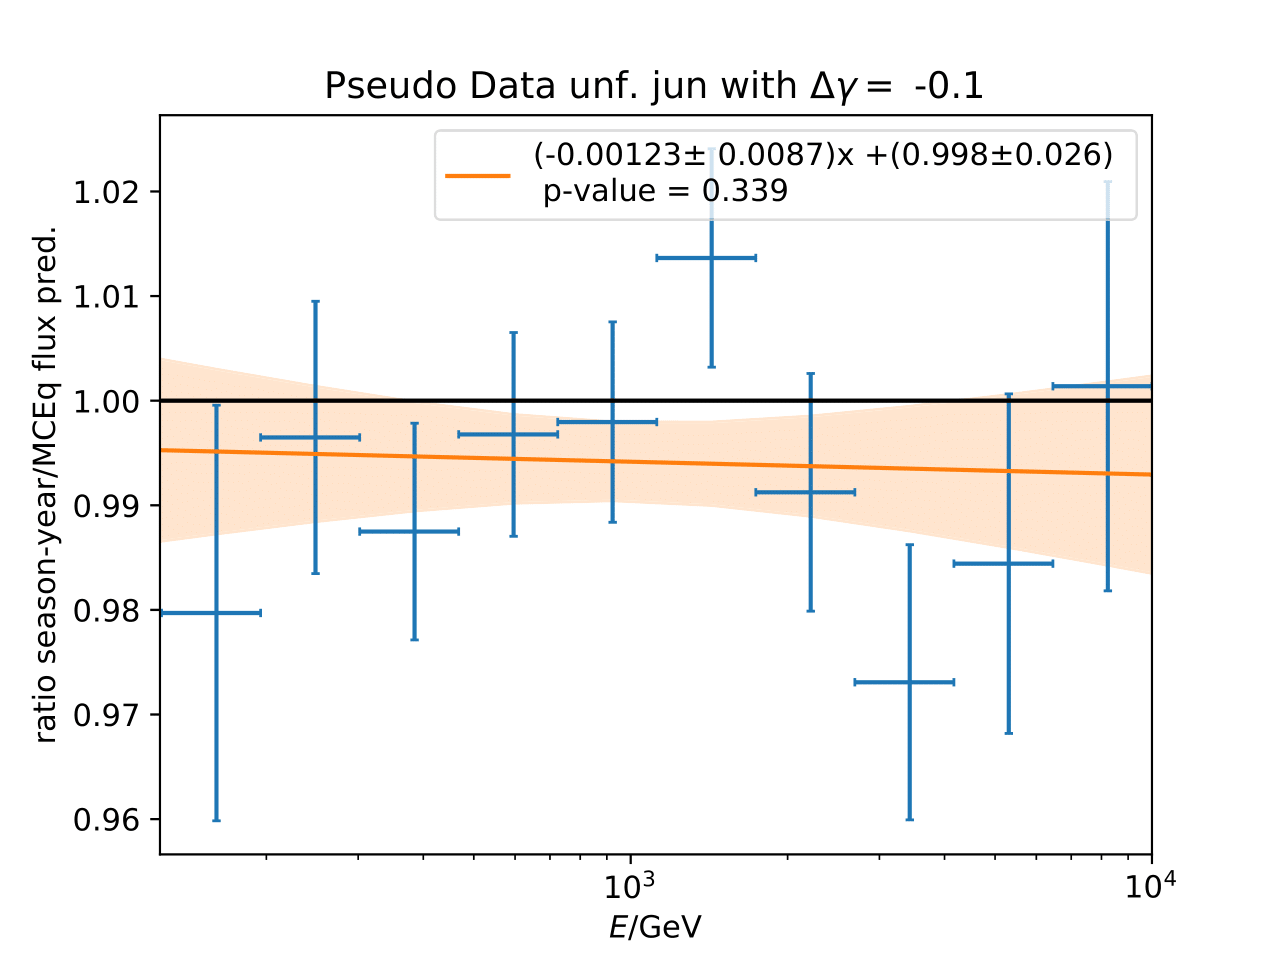 Pseudo Data unf. jun with Δγ = -0.1
(-0.00123± 0.0087)x +(0.998±0.026)
p-value = 0.339
ratio season-year/MCEq flux pred.
1.02
1.01
1.00
0.99
0.98
0.97
0.96
10³
10⁴
E/GeV